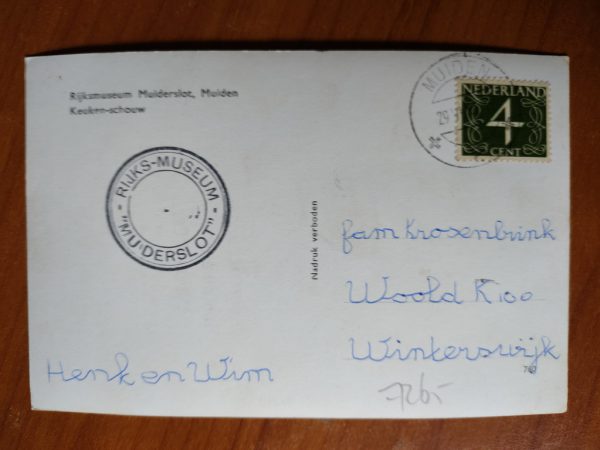 Rijksmuseum Muiderslot, Muiden
Keuken-schouw
RIJKS-MUSEUM
"MUIDERSLOT"
Nadruk verboden
MUIDEN
NEDERLAND
4
CENT
fam Krosenbrink
Woold K100
Winterswijk
Henk en Wim